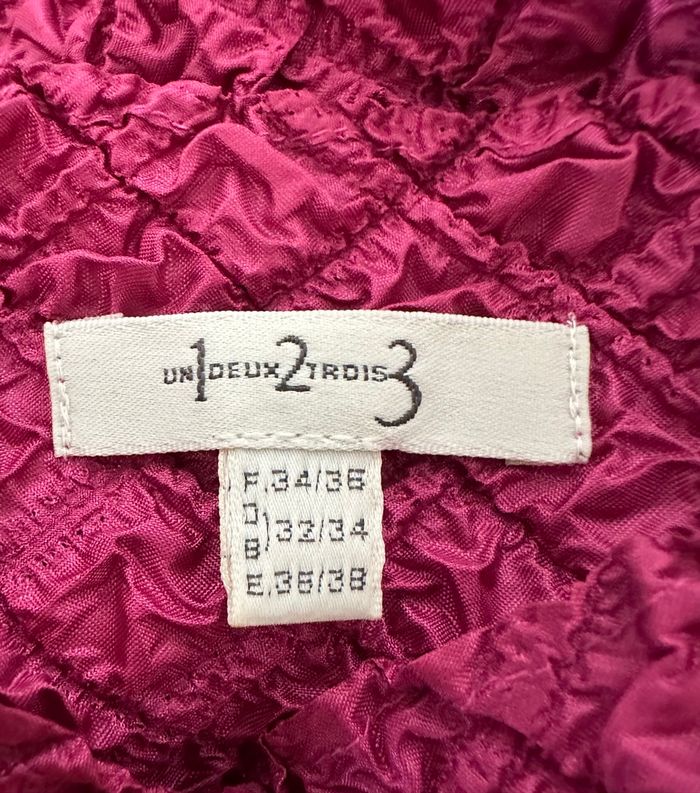 UN1DEUX2TROIS3
F.34/36
D
B)32/34
E.36/38